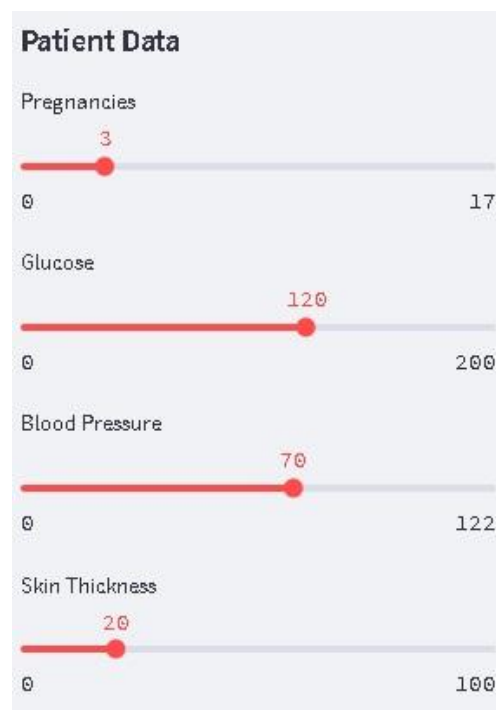 Patient Data
Pregnancies
3
0 17
Glucose
120
0 200
Blood Pressure
70
0 122
Skin Thickness
20
0 100